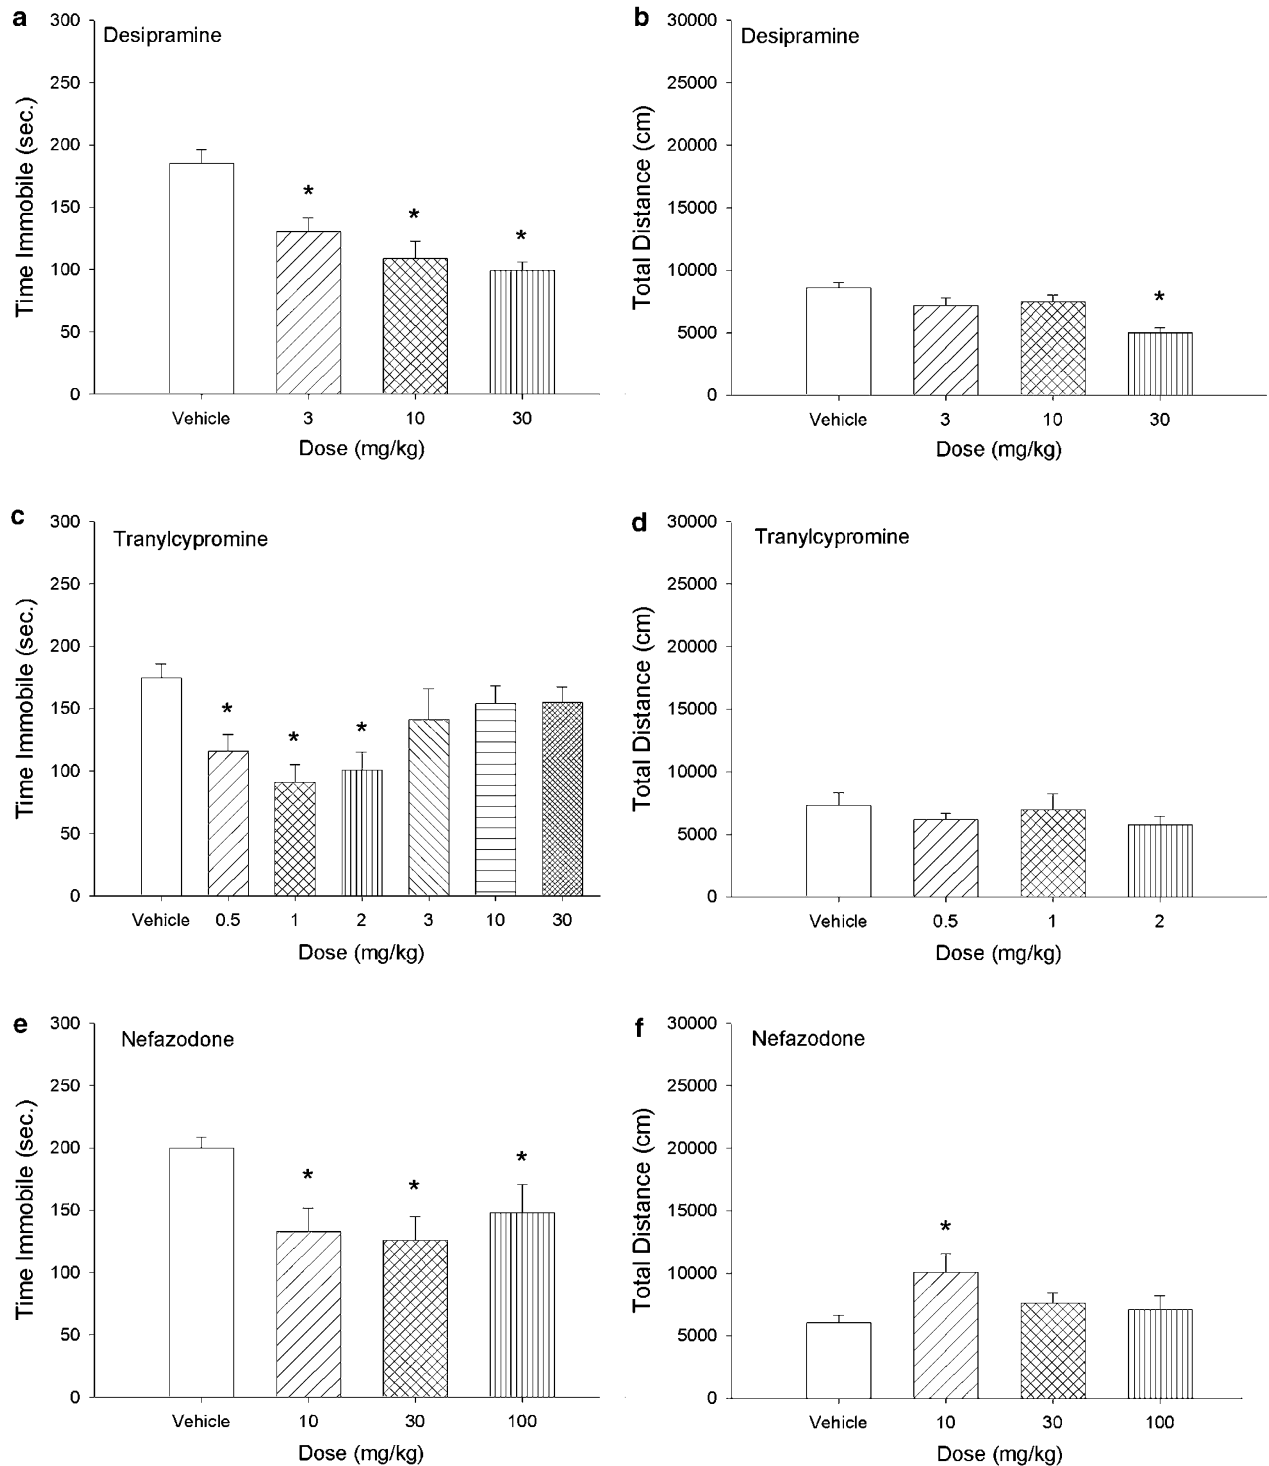 a
Desipramine
300
250
200
150
100
50
0
Time Immobile (sec.)
*
*
*
Vehicle 3 10 30
Dose (mg/kg)
b
Desipramine
30000
25000
20000
15000
10000
5000
0
Total Distance (cm)
*
Vehicle 3 10 30
Dose (mg/kg)
c
Tranylcypromine
300
250
200
150
100
50
0
Time Immobile (sec.)
*
*
*
Vehicle 0.5 1 2 3 10 30
Dose (mg/kg)
d
Tranylcypromine
30000
25000
20000
15000
10000
5000
0
Total Distance (cm)
Vehicle 0.5 1 2
Dose (mg/kg)
e
Nefazodone
300
250
200
150
100
50
0
Time Immobile (sec.)
*
*
*
Vehicle 10 30 100
Dose (mg/kg)
f
Nefazodone
30000
25000
20000
15000
10000
5000
0
Total Distance (cm)
*
Vehicle 10 30 100
Dose (mg/kg)